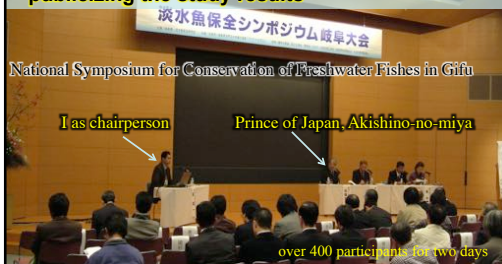 publicizing the study results
淡水魚保全シンポジウム岐阜大会
National Symposium for Conservation of Freshwater Fishes in Gifu
I as chairperson
Prince of Japan, Akishino-no-miya
over 400 participants for two days